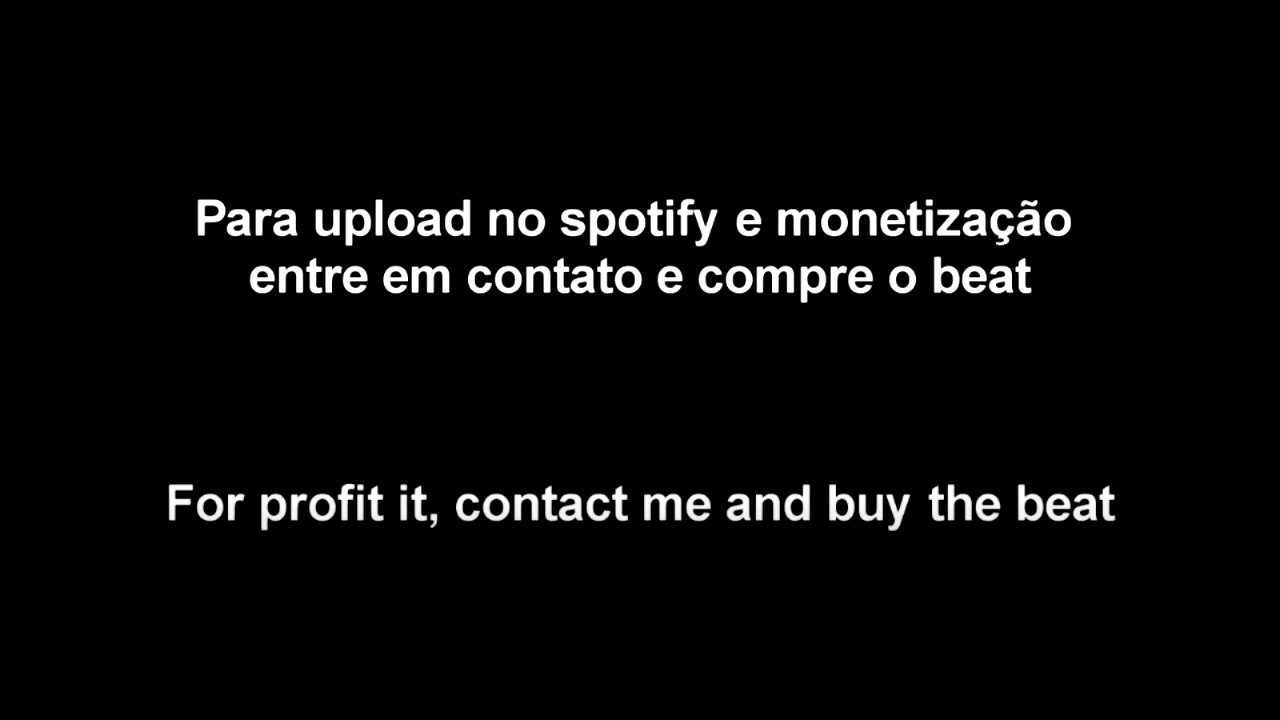 Para upload no spotify e monetização
entre em contato e compre o beat
For profit it, contact me and buy the beat